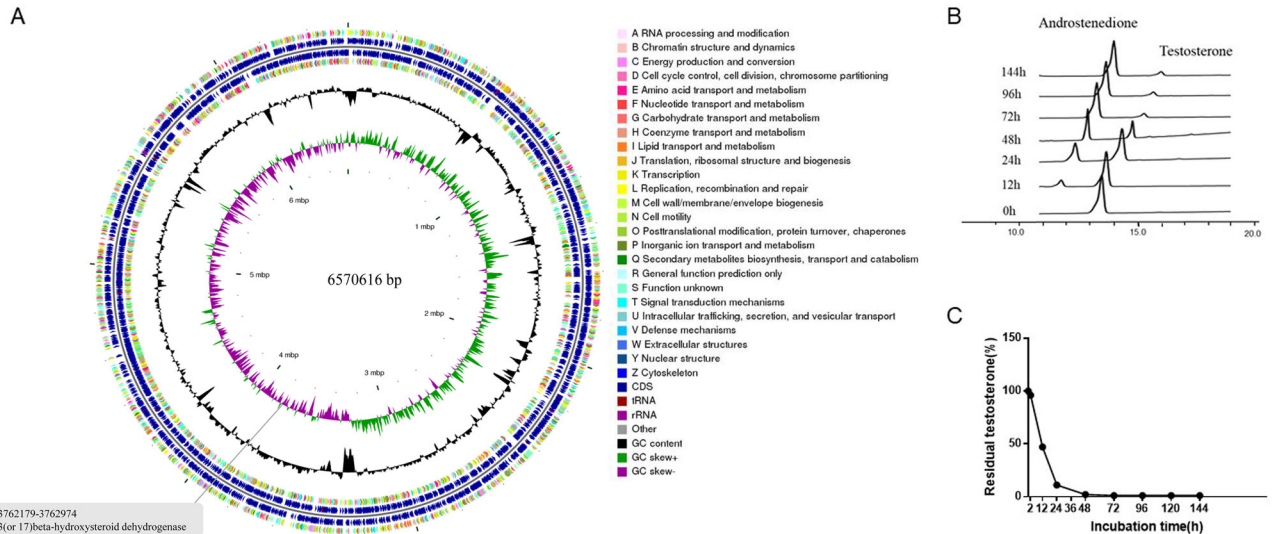 A
6570616 bp
1 mbp
2 mbp
3 mbp
4 mbp
5 mbp
6 mbp
3762179-3762974
3(or 17)beta-hydroxysteroid dehydrogenase
A RNA processing and modification
B Chromatin structure and dynamics
C Energy production and conversion
D Cell cycle control, cell division, chromosome partitioning
E Amino acid transport and metabolism
F Nucleotide transport and metabolism
G Carbohydrate transport and metabolism
H Coenzyme transport and metabolism
I Lipid transport and metabolism
J Translation, ribosomal structure and biogenesis
K Transcription
L Replication, recombination and repair
M Cell wall/membrane/envelope biogenesis
N Cell motility
O Posttranslational modification, protein turnover, chaperones
P Inorganic ion transport and metabolism
Q Secondary metabolites biosynthesis, transport and catabolism
R General function prediction only
S Function unknown
T Signal transduction mechanisms
U Intracellular trafficking, secretion, and vesicular transport
V Defense mechanisms
W Extracellular structures
Y Nuclear structure
Z Cytoskeleton
CDS
tRNA
rRNA
Other
GC content
GC skew+
GC skew-
B
Androstenedione
Testosterone
144h
96h
72h
48h
24h
12h
0h
10.0 15.0 20.0
C
Residual testosterone(%)
150
100
50
0
2 12 24 36 48 72 96 120 144
Incubation time(h)